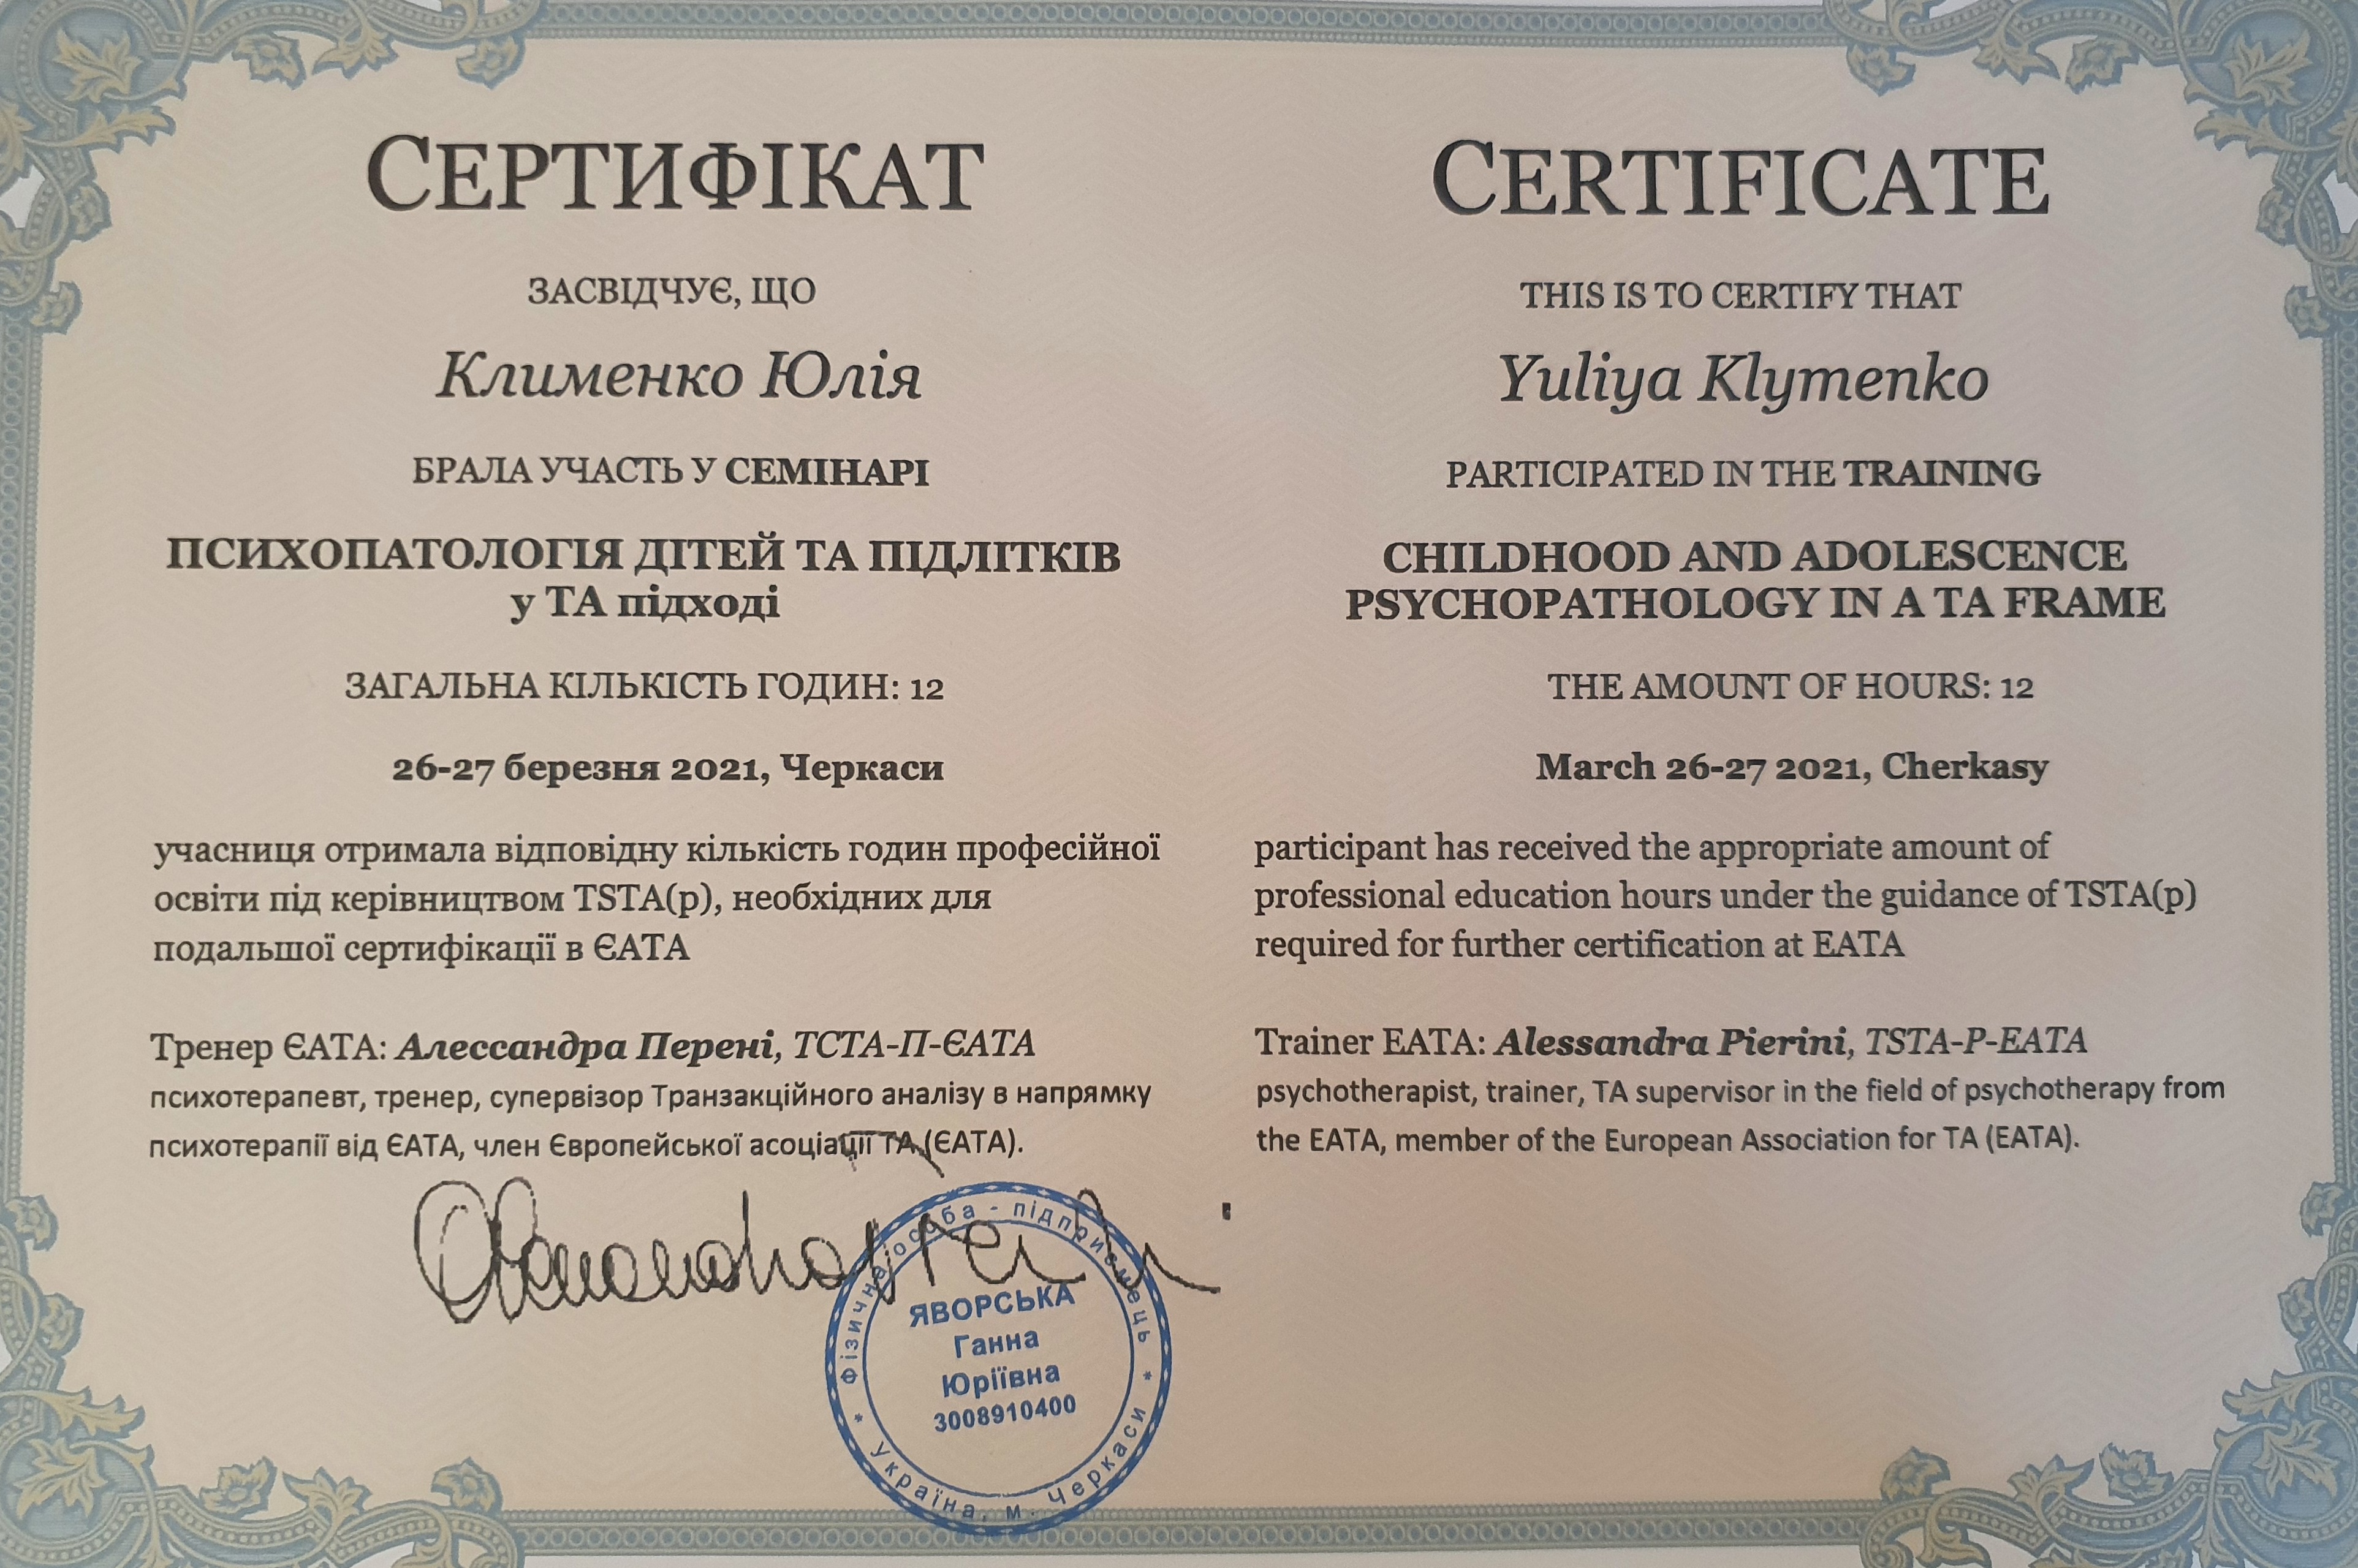 СЕРТИФІКАТ
ЗАСВІДЧУЄ, ЩО
Клименко Юлія
БРАЛА УЧАСТЬ У СЕМІНАРІ
ПСИХОПАТОЛОГІЯ ДІТЕЙ ТА ПІДЛІТКІВ
у ТА підході
ЗАГАЛЬНА КІЛЬКІСТЬ ГОДИН: 12
26-27 березня 2021, Черкаси
учасниця отримала відповідну кількість годин професійної
освіти під керівництвом TSTA(p), необхідних для
подальшої сертифікації в ЄАТА
Тренер ЄАТА: Алессандра Перені, ТСТА-П-ЄАТА
психотерапевт, тренер, супервізор Транзакційного аналізу в напрямку
психотерапії від ЄАТА, член Європейської асоціації ТА (ЄАТА).
Фізична особа - підприємець
ЯВОРСЬКА
Ганна
Юріївна
3008910400
* Україна, м. Черкаси *
CERTIFICATE
THIS IS TO CERTIFY THAT
Yuliya Klymenko
PARTICIPATED IN THE TRAINING
CHILDHOOD AND ADOLESCENCE
PSYCHOPATHOLOGY IN A TA FRAME
THE AMOUNT OF HOURS: 12
March 26-27 2021, Cherkasy
participant has received the appropriate amount of
professional education hours under the guidance of TSTA(p)
required for further certification at EATA
Trainer EATA: Alessandra Pierini, TSTA-P-EATA
psychotherapist, trainer, TA supervisor in the field of psychotherapy from
the EATA, member of the European Association for TA (EATA).